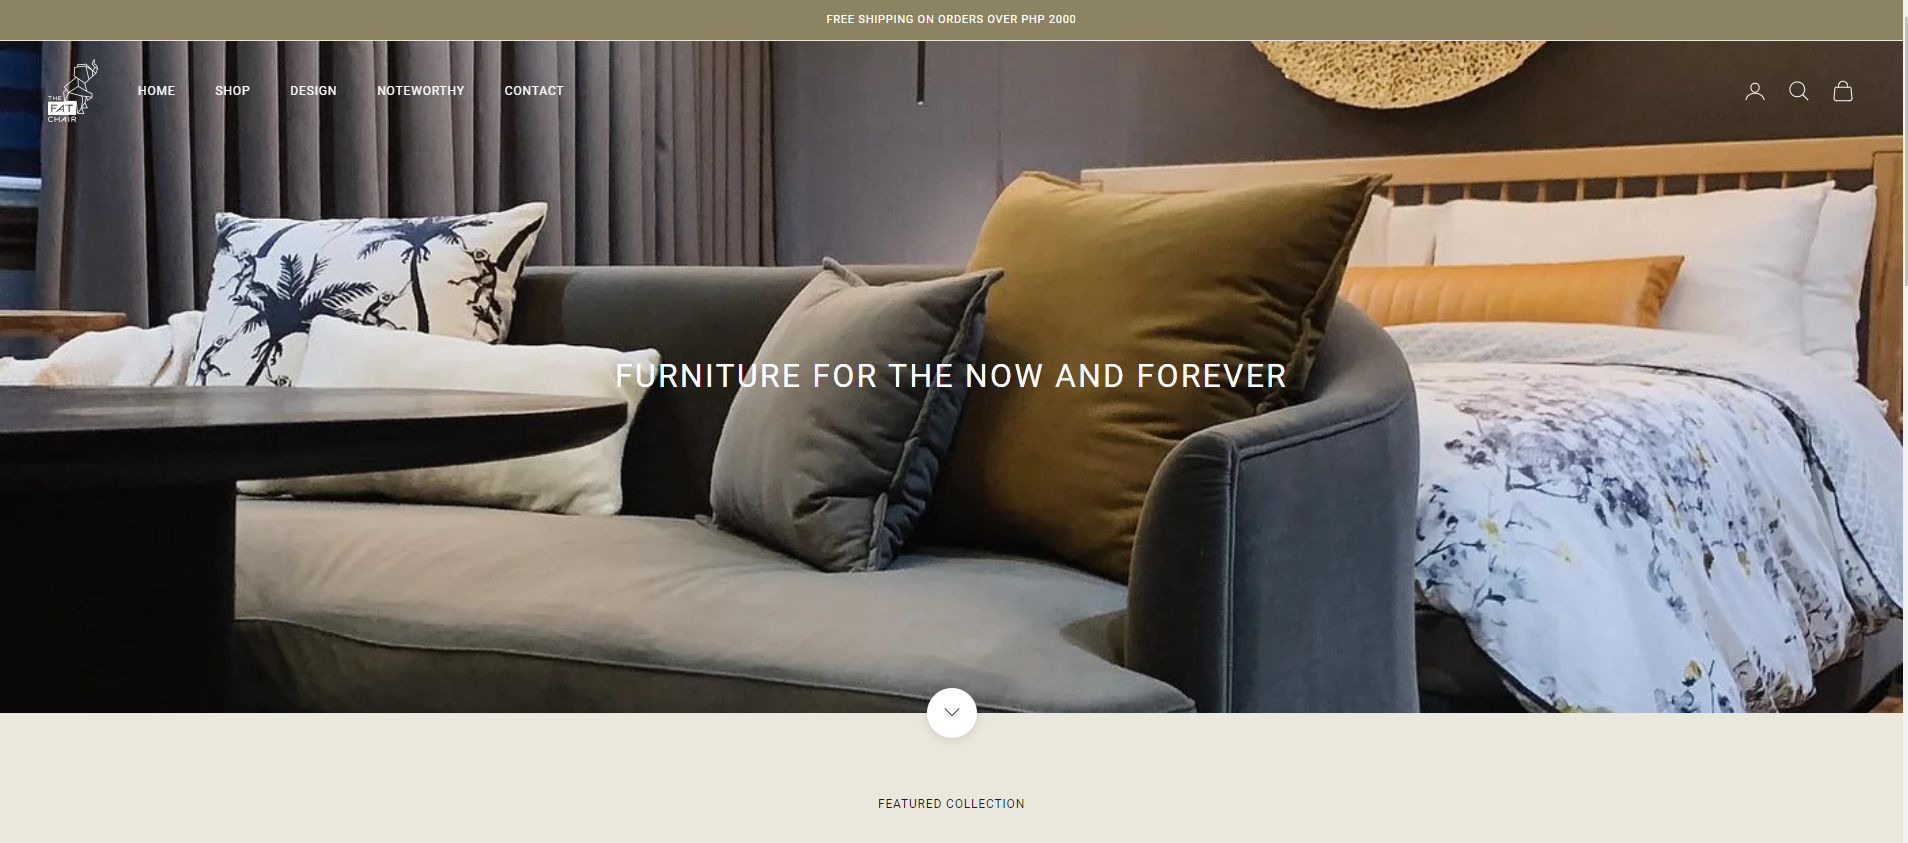 FREE SHIPPING ON ORDERS OVER PHP 2000
THE
FAT
CHAIR
HOME SHOP DESIGN NOTEWORTHY CONTACT
FURNITURE FOR THE NOW AND FOREVER
FEATURED COLLECTION